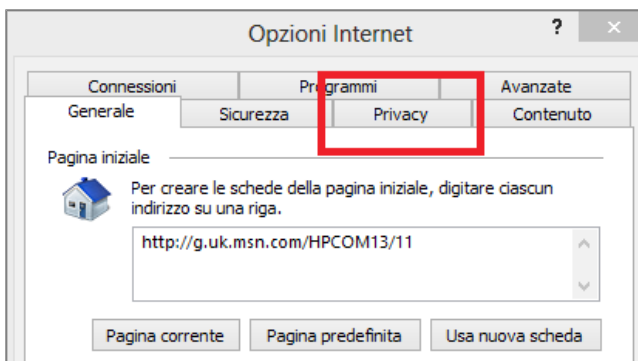 Opzioni Internet ?
Connessioni Programmi Avanzate
Generale Sicurezza Privacy Contenuto
Pagina iniziale
Per creare le schede della pagina iniziale, digitare ciascun
indirizzo su una riga.
http://g.uk.msn.com/HPCOM13/11
Pagina corrente Pagina predefinita Usa nuova scheda